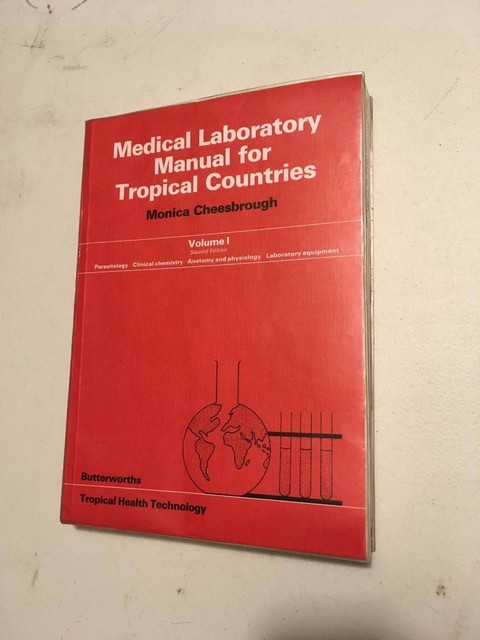 Medical Laboratory
Manual for
Tropical Countries
Monica Cheesbrough
Volume I
Second Edition
Parasitology Clinical chemistry Anatomy and physiology Laboratory equipment
Butterworths
Tropical Health Technology